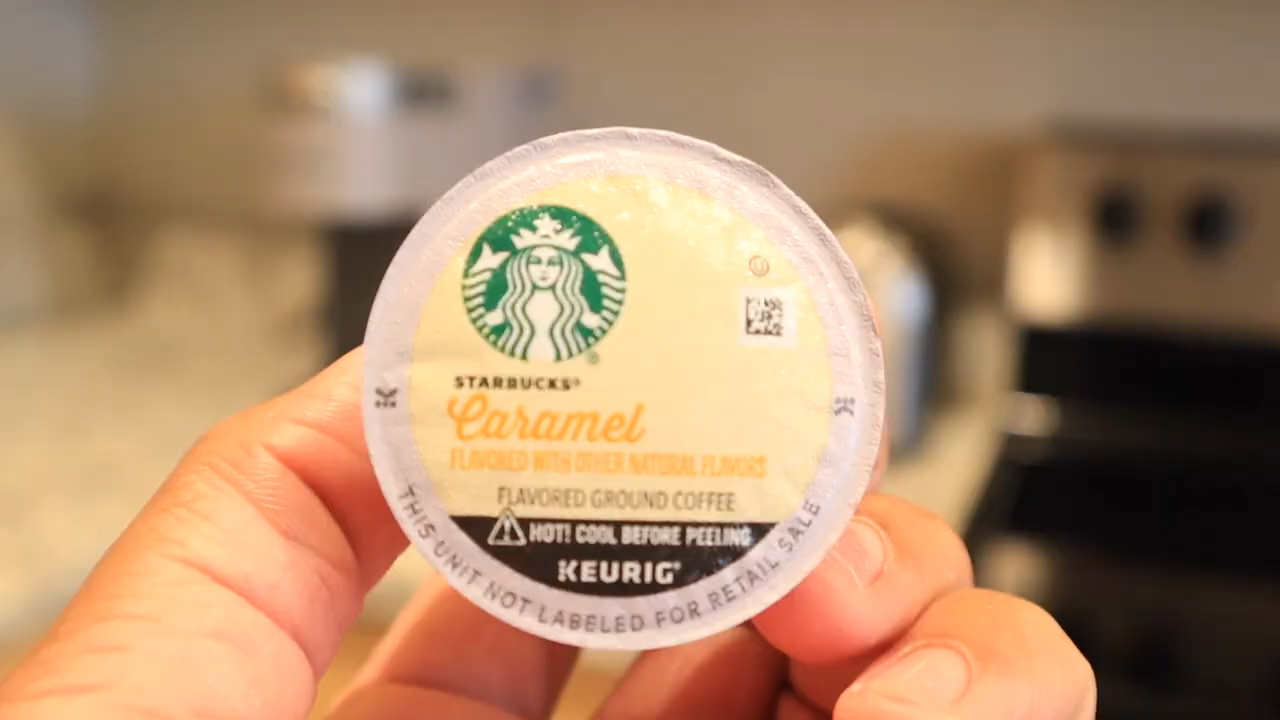 STARBUCKS®
Caramel
FLAVORED WITH OTHER NATURAL FLAVORS
FLAVORED GROUND COFFEE
HOT! COOL BEFORE PEELING
KEURIG®
THIS UNIT NOT LABELED FOR RETAIL SALE